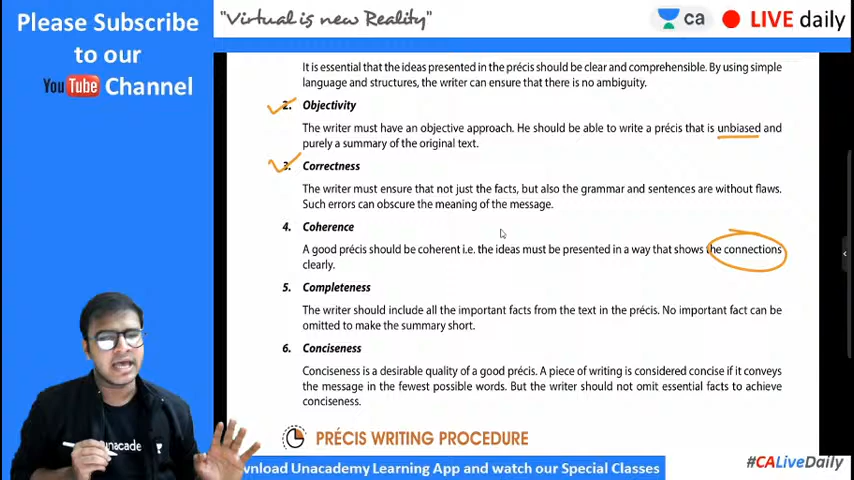 Please Subscribe
to our
YouTube Channel
"Virtual is new Reality"
ca LIVE daily
It is essential that the ideas presented in the précis should be clear and comprehensible. By using simple
language and structures, the writer can ensure that there is no ambiguity.
2. Objectivity
The writer must have an objective approach. He should be able to write a précis that is unbiased and
purely a summary of the original text.
3. Correctness
The writer must ensure that not just the facts, but also the grammar and sentences are without flaws.
Such errors can obscure the meaning of the message.
4. Coherence
A good précis should be coherent i.e. the ideas must be presented in a way that shows the connections
clearly.
5. Completeness
The writer should include all the important facts from the text in the précis. No important fact can be
omitted to make the summary short.
6. Conciseness
Conciseness is a desirable quality of a good précis. A piece of writing is considered concise if it conveys
the message in the fewest possible words. But the writer should not omit essential facts to achieve
conciseness.
PRÉCIS WRITING PROCEDURE
unacade
wnload Unacademy Learning App and watch our Special Classes
#CALiveDaily